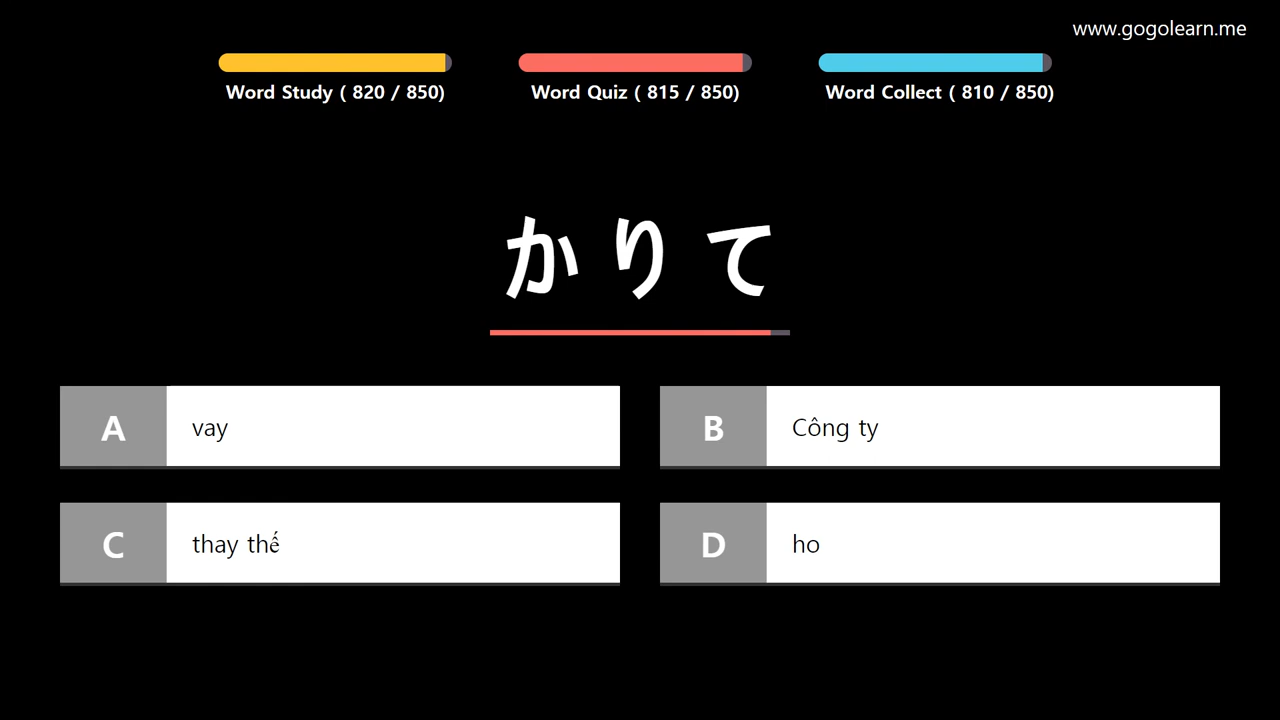 www.gogolearn.me
Word Study ( 820 / 850)
Word Quiz ( 815 / 850)
Word Collect ( 810 / 850)
かりて
A
vay
B
Công ty
C
thay thế
D
ho